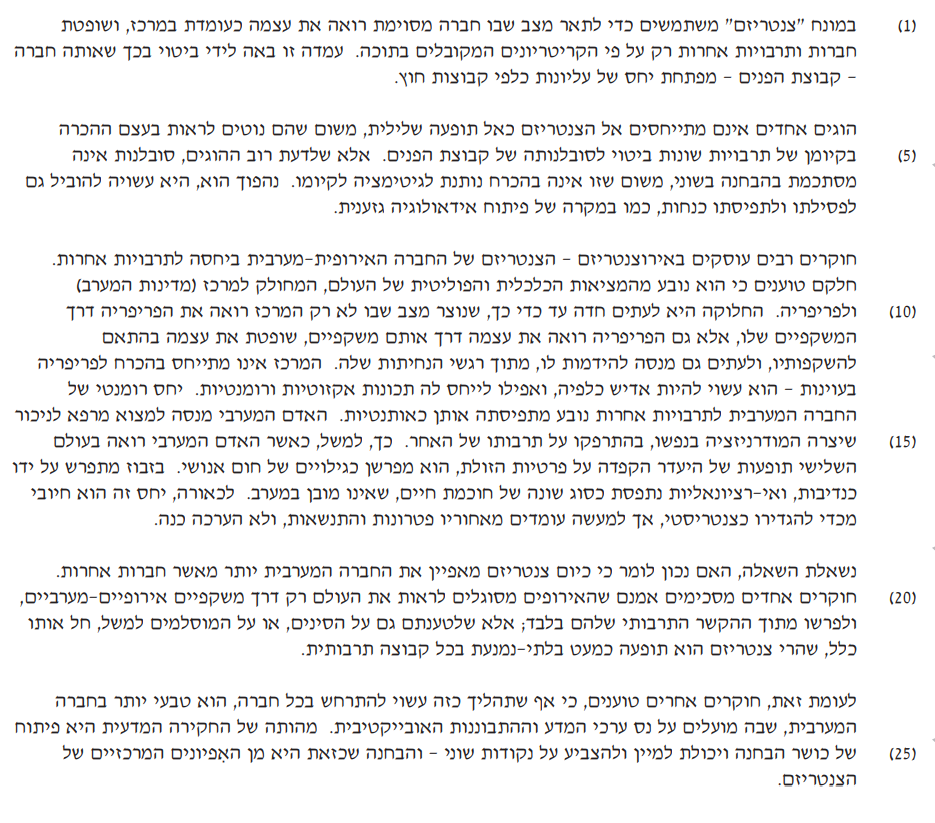 (1) במונח "צנטריזם" משתמשים כדי לתאר מצב שבו חברה מסוימת רואה את עצמה כעומדת במרכז, ושופטת
חברות ותרבויות אחרות רק על פי הקריטריונים המקובלים בתוכה. עמדה זו באה לידי ביטוי בכך שאותה חברה
- קבוצת הפנים - מפתחת יחס של עליונות כלפי קבוצות חוץ.
הוגים אחדים אינם מתייחסים אל הצנטריזם כאל תופעה שלילית, משום שהם נוטים לראות בעצם ההכרה
(5) בקיומן של תרבויות שונות ביטוי לסובלנותה של קבוצת הפנים. אלא שלדעת רוב ההוגים, סובלנות אינה
מסתכמת בהבחנה בשוני, משום שזו אינה בהכרח נותנת לגיטימציה לקיומו. נהפוך הוא, היא עשויה להוביל גם
לפסילתו ולתפיסתו כנחות, כמו במקרה של פיתוח אידאולוגיה גזענית.
חוקרים רבים עוסקים באירוצנטריזם - הצנטריזם של החברה האירופית-מערבית ביחסה לתרבויות אחרות.
חלקם טוענים כי הוא נובע מהמציאות הכלכלית והפוליטית של העולם, המחולק למרכז (מדינות המערב)
(10) ולפריפריה. החלוקה היא לעתים חדה עד כדי כך, שנוצר מצב שבו לא רק המרכז רואה את הפריפריה דרך
המשקפיים שלו, אלא גם הפריפריה רואה את עצמה דרך אותם משקפיים, שופטת את עצמה בהתאם
להשקפותיו, ולעתים גם מנסה להידמות לו, מתוך רגשי הנחיתות שלה. המרכז אינו מתייחס בהכרח לפריפריה
בעוינות - הוא עשוי להיות אדיש כלפיה, ואפילו לייחס לה תכונות אקזוטיות ורומנטיות. יחס רומנטי של
החברה המערבית לתרבויות אחרות נובע מתפיסתה אותן כאותנטיות. האדם המערבי מנסה למצוא מרפא לניכור
(15) שיצרה המודרניזציה בנפשו, בהתרפקו על תרבותו של האחר. כך, למשל, כאשר האדם המערבי רואה בעולם
השלישי תופעות של היעדר הקפדה על פרטיות הזולת, הוא מפרשן כגילויים של חום אנושי. בזבוז מתפרש על ידו
כנדיבות, ואי-רציונאליות נתפסת כסוג שונה של חוכמת חיים, שאינו מובן במערב. לכאורה, יחס זה הוא חיובי
מכדי להגדירו כצנטריסטי, אך למעשה עומדים מאחוריו פטרונות והתנשאות, ולא הערכה כנה.
נשאלת השאלה, האם נכון לומר כי כיום צנטריזם מאפיין את החברה המערבית יותר מאשר חברות אחרות.
(20) חוקרים אחדים מסכימים אמנם שהאירופים מסוגלים לראות את העולם רק דרך משקפיים אירופיים-מערביים,
ולפרשו מתוך ההקשר התרבותי שלהם בלבד; אלא שלטענתם גם על הסינים, או על המוסלמים למשל, חל אותו
כלל, שהרי צנטריזם הוא תופעה כמעט בלתי-נמנעת בכל קבוצה תרבותית.
לעומת זאת, חוקרים אחרים טוענים, כי אף שתהליך כזה עשוי להתרחש בכל חברה, הוא טבעי יותר בחברה
המערבית, שבה מועלים על נס ערכי המדע וההתבוננות האובייקטיבית. מהותה של החקירה המדעית היא פיתוח
(25) של כושר הבחנה ויכולת למיין ולהצביע על נקודות שוני - והבחנה שכזאת היא מן האִפיונים המרכזיים של
הצֶנטריזם.